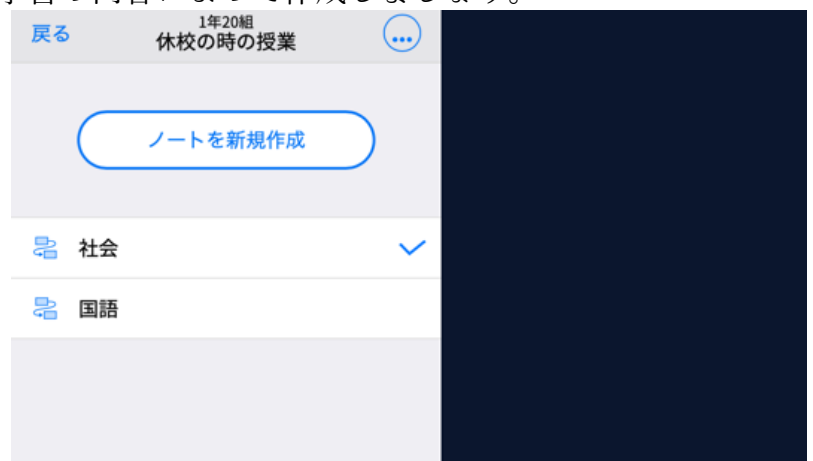 戻る
1年20組
休校の時の授業
ノートを新規作成
社会
国語